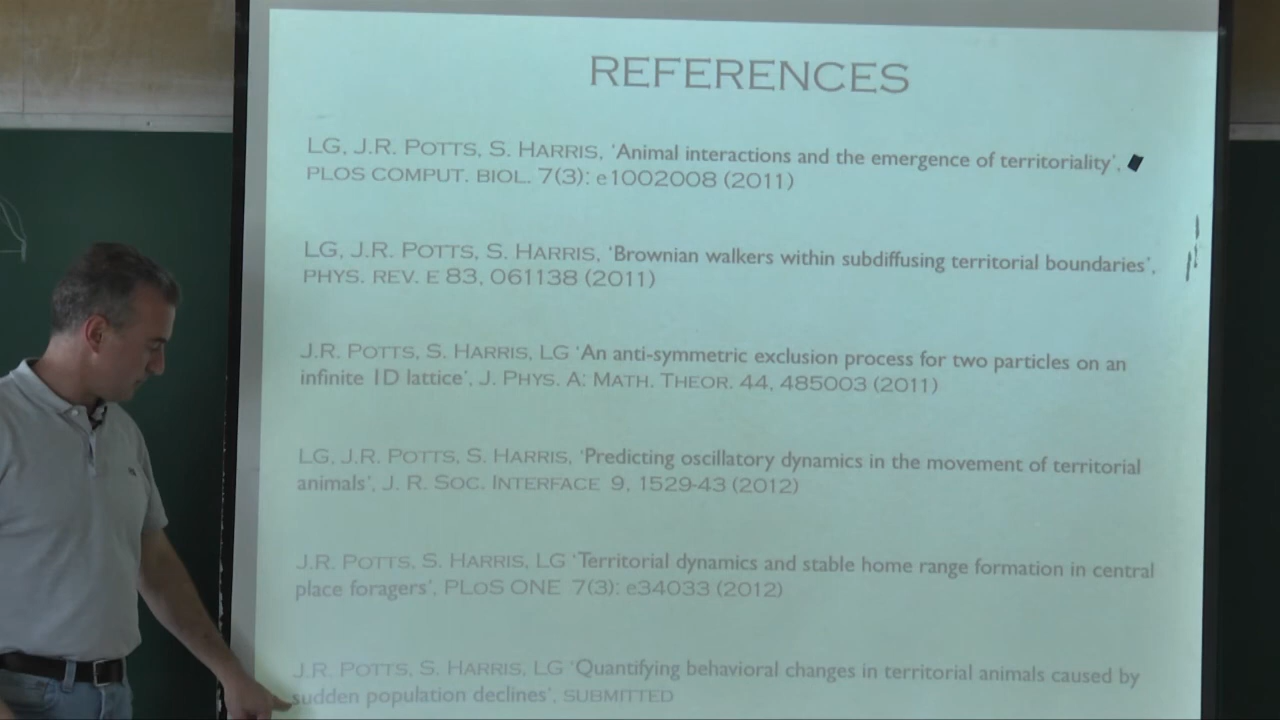 REFERENCES
LG, J.R. POTTS, S. HARRIS, ‘Animal interactions and the emergence of territoriality’,
PLOS COMPUT. BIOL. 7(3): e1002008 (2011)
LG, J.R. POTTS, S. HARRIS, ‘Brownian walkers within subdiffusing territorial boundaries’,
PHYS. REV. E 83, 061138 (2011)
J.R. POTTS, S. HARRIS, LG ‘An anti-symmetric exclusion process for two particles on an
infinite 1D lattice’, J. PHYS. A: MATH. THEOR. 44, 485003 (2011)
LG, J.R. POTTS, S. HARRIS, ‘Predicting oscillatory dynamics in the movement of territorial
animals’, J. R. SOC. INTERFACE 9, 1529-43 (2012)
J.R. POTTS, S. HARRIS, LG ‘Territorial dynamics and stable home range formation in central
place foragers’, PLOS ONE 7(3): e34033 (2012)
J.R. POTTS, S. HARRIS, LG ‘Quantifying behavioral changes in territorial animals caused by
sudden population declines’, SUBMITTED